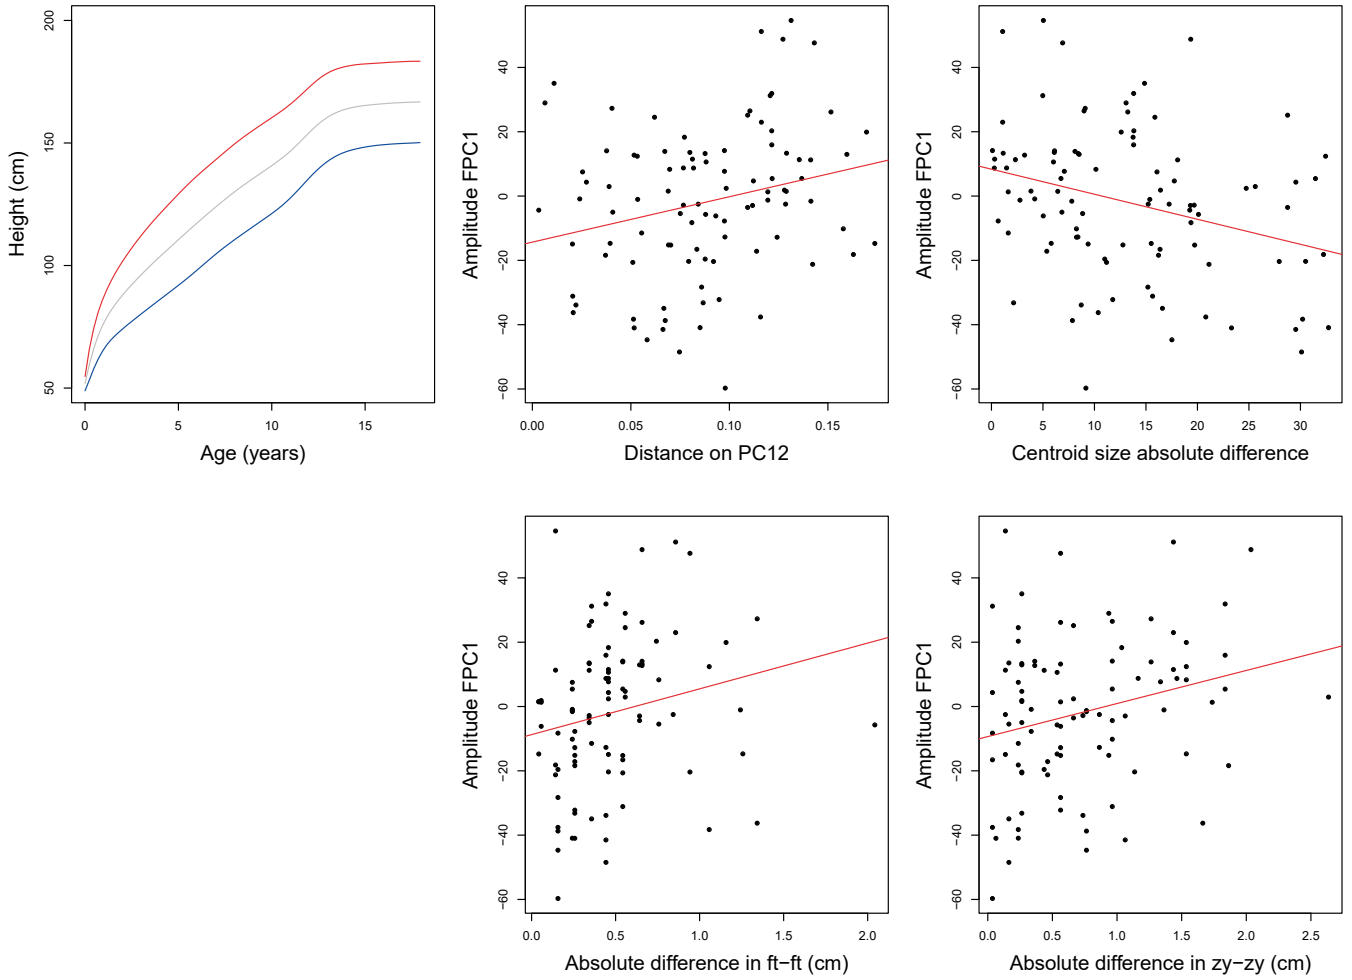 200
150
100
50
Height (cm)
0 5 10 15
Age (years)
40
20
0
−20
−40
−60
Amplitude FPC1
0.00 0.05 0.10 0.15
Distance on PC12
40
20
0
−20
−40
−60
Amplitude FPC1
0 5 10 15 20 25 30
Centroid size absolute difference
40
20
0
−20
−40
−60
Amplitude FPC1
0.0 0.5 1.0 1.5 2.0
Absolute difference in ft−ft (cm)
40
20
0
−20
−40
−60
Amplitude FPC1
0.0 0.5 1.0 1.5 2.0 2.5
Absolute difference in zy−zy (cm)